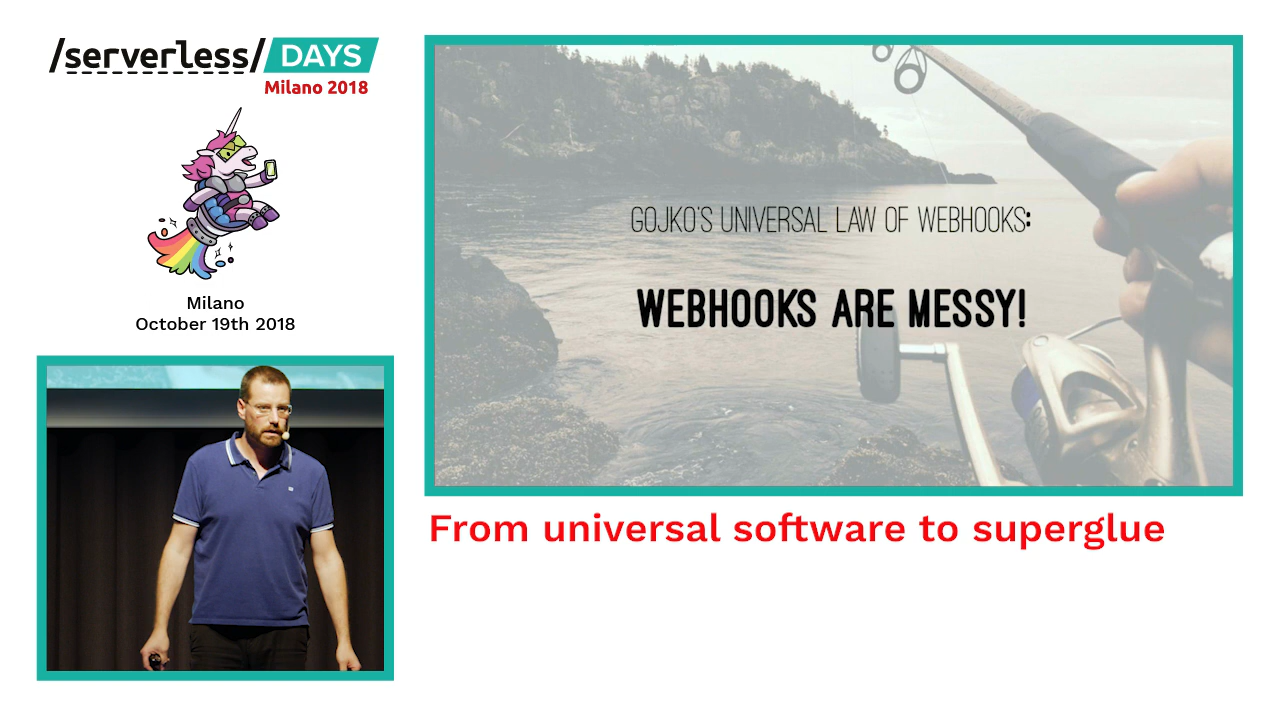 /serverless/ DAYS
Milano 2018
Milano
October 19th 2018
GOJKO'S UNIVERSAL LAW OF WEBHOOKS:
WEBHOOKS ARE MESSY!
From universal software to superglue